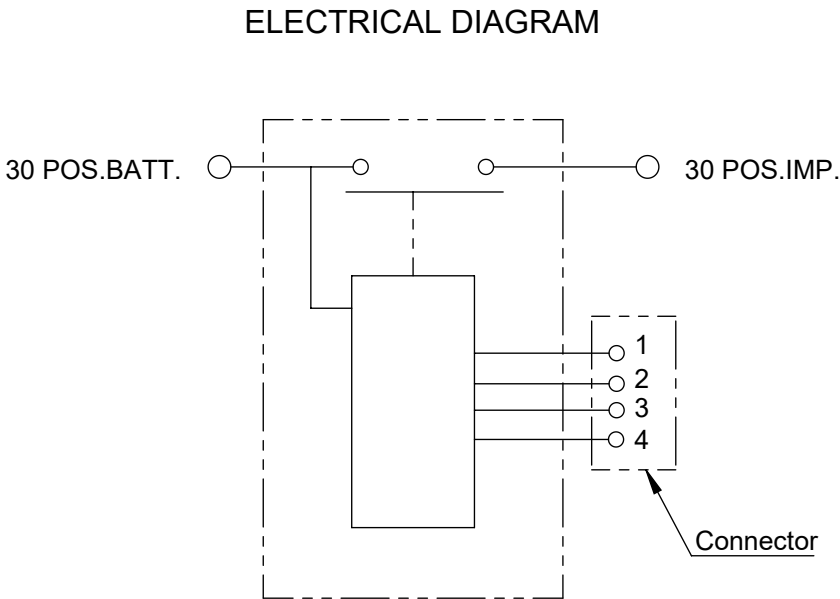 ELECTRICAL DIAGRAM
30 POS.BATT.
30 POS.IMP.
1
2
3
4
Connector